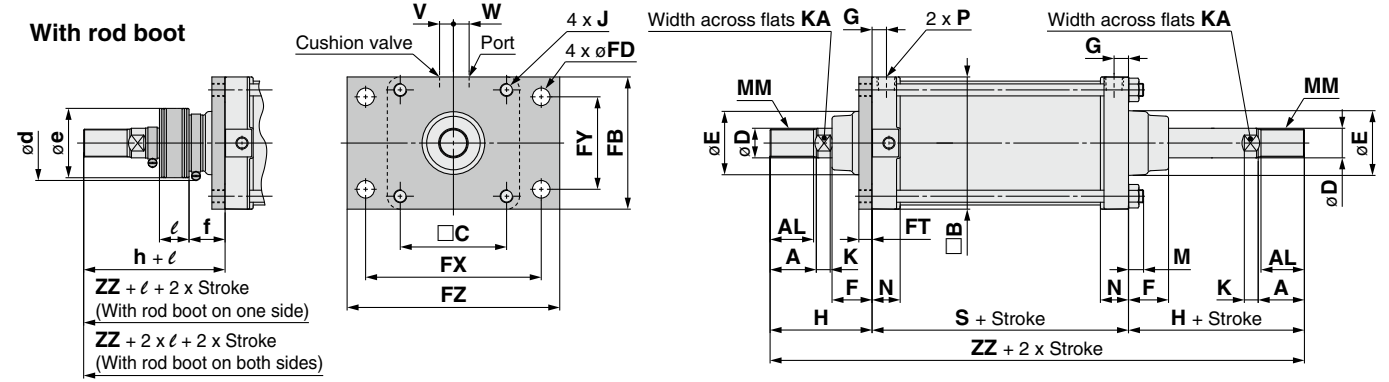 With rod boot
ød
øe
ℓ
f
h + ℓ
ZZ + ℓ + 2 x Stroke
(With rod boot on one side)
ZZ + 2 x ℓ + 2 x Stroke
(With rod boot on both sides)
V
W
Cushion valve
Port
4 x J
4 x øFD
FY
FB
□C
FX
FZ
Width across flats KA
G
2 x P
Width across flats KA
G
MM
MM
øE
øD
øE
øD
AL
FT
□B
M
AL
A
K
K
A
F
N
N
F
H
S + Stroke
H + Stroke
ZZ + 2 x Stroke